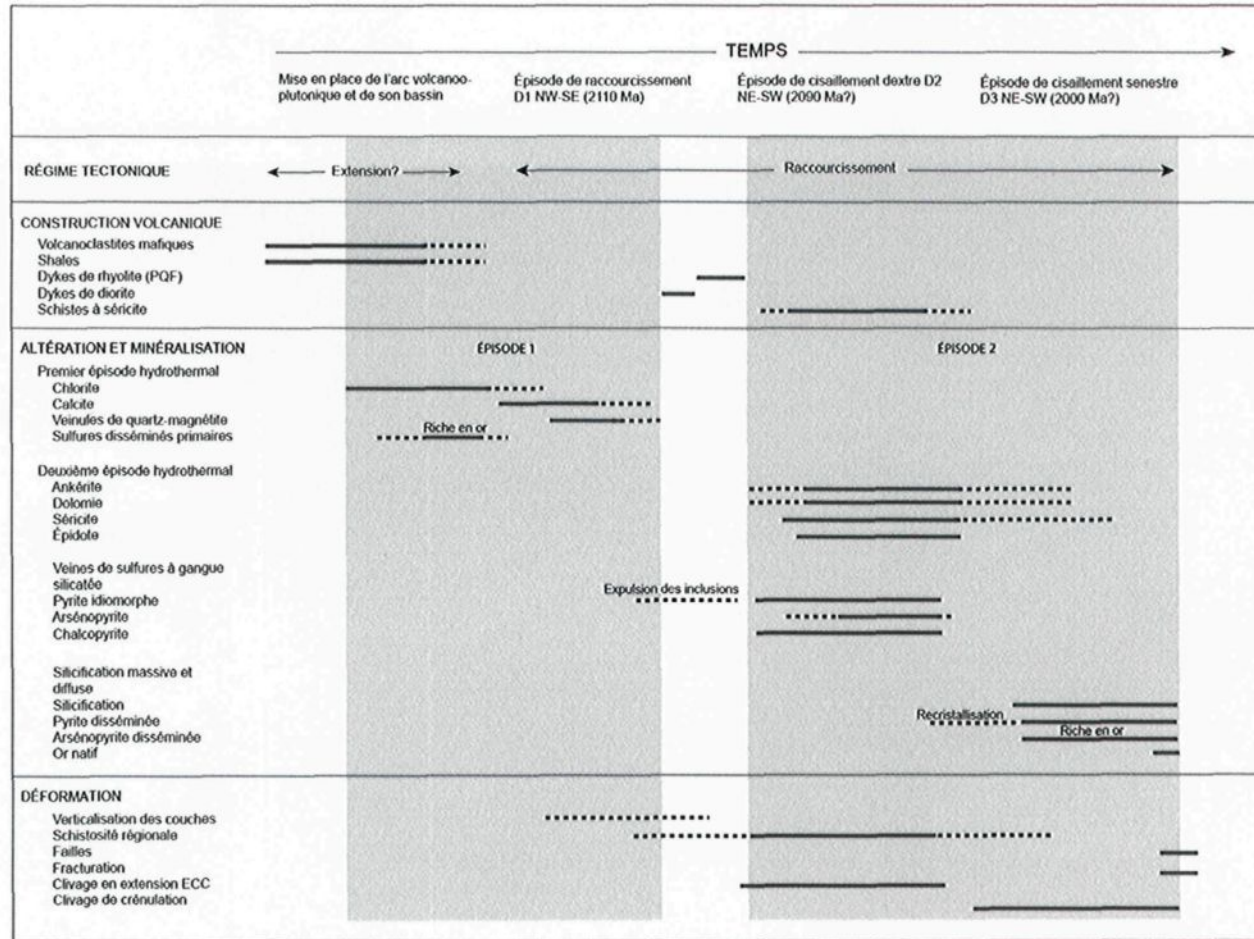 TEMPS
Mise en place de l'arc volcano-
plutonique et de son bassin
Épisode de raccourcissement
D1 NW-SE (2110 Ma)
Épisode de cisaillement dextre D2
NE-SW (2090 Ma?)
Épisode de cisaillement senestre
D3 NE-SW (2000 Ma?)
RÉGIME TECTONIQUE
Extension?
Raccourcissement
CONSTRUCTION VOLCANIQUE
Volcanoclastites mafiques
Shales
Dykes de rhyolite (PQF)
Dykes de diorite
Schistes à séricite
ALTÉRATION ET MINÉRALISATION
ÉPISODE 1
ÉPISODE 2
Premier épisode hydrothermal
Chlorite
Calcite
Veinules de quartz-magnétite
Sulfures disséminés primaires
Riche en or
Deuxième épisode hydrothermal
Ankérite
Dolomie
Séricite
Épidote
Veines de sulfures à gangue
silicatée
Expulsion des inclusions
Pyrite idiomorphe
Arsénopyrite
Chalcopyrite
Silicification massive et
diffuse
Silicification
Pyrite disséminée
Recristallisation
Arsénopyrite disséminée
Riche en or
Or natif
DÉFORMATION
Verticalisation des couches
Schistosité régionale
Failles
Fracturation
Clivage en extension ECC
Clivage de crénulation